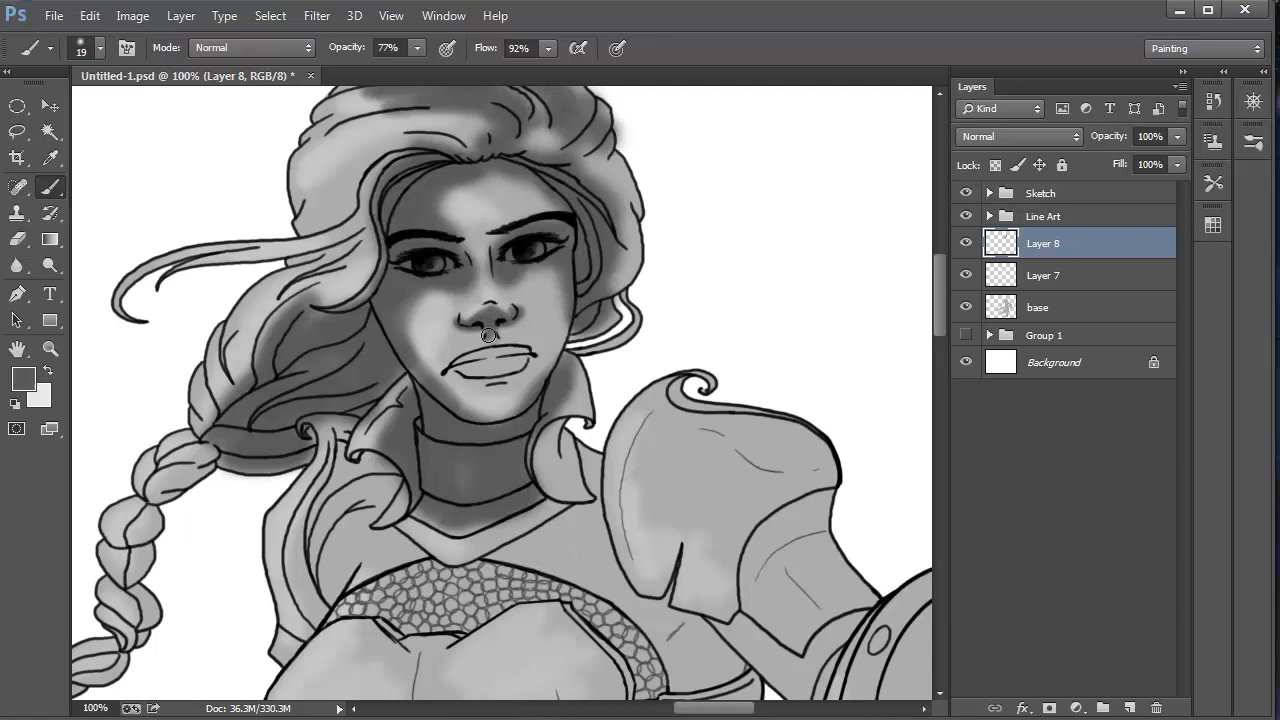 Ps File Edit Image Layer Type Select Filter 3D View Window Help
19 Mode: Normal Opacity: 77% Flow: 92% Painting
Untitled-1.psd @ 100% (Layer 8, RGB/8) * ×
Layers
Kind
Normal Opacity: 100%
Lock: Fill: 100%
Sketch
Line Art
Layer 8
Layer 7
base
Group 1
Background
100% Doc: 36.3M/330.3M